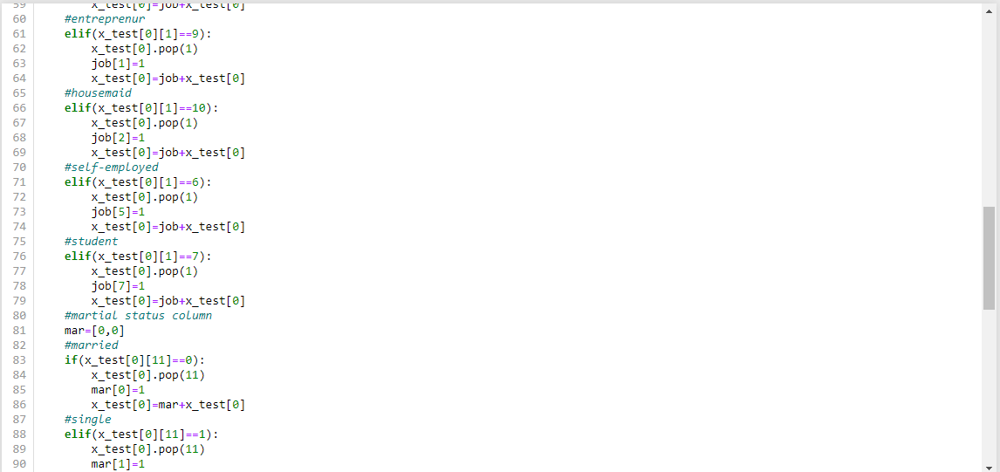 59 x_test[0]=job+x_test[0]
60 #entreprenur
61 elif(x_test[0][1]==9):
62 x_test[0].pop(1)
63 job[1]=1
64 x_test[0]=job+x_test[0]
65 #housemaid
66 elif(x_test[0][1]==10):
67 x_test[0].pop(1)
68 job[2]=1
69 x_test[0]=job+x_test[0]
70 #self-employed
71 elif(x_test[0][1]==6):
72 x_test[0].pop(1)
73 job[5]=1
74 x_test[0]=job+x_test[0]
75 #student
76 elif(x_test[0][1]==7):
77 x_test[0].pop(1)
78 job[7]=1
79 x_test[0]=job+x_test[0]
80 #martial status column
81 mar=[0,0]
82 #married
83 if(x_test[0][11]==0):
84 x_test[0].pop(11)
85 mar[0]=1
86 x_test[0]=mar+x_test[0]
87 #single
88 elif(x_test[0][11]==1):
89 x_test[0].pop(11)
90 mar[1]=1